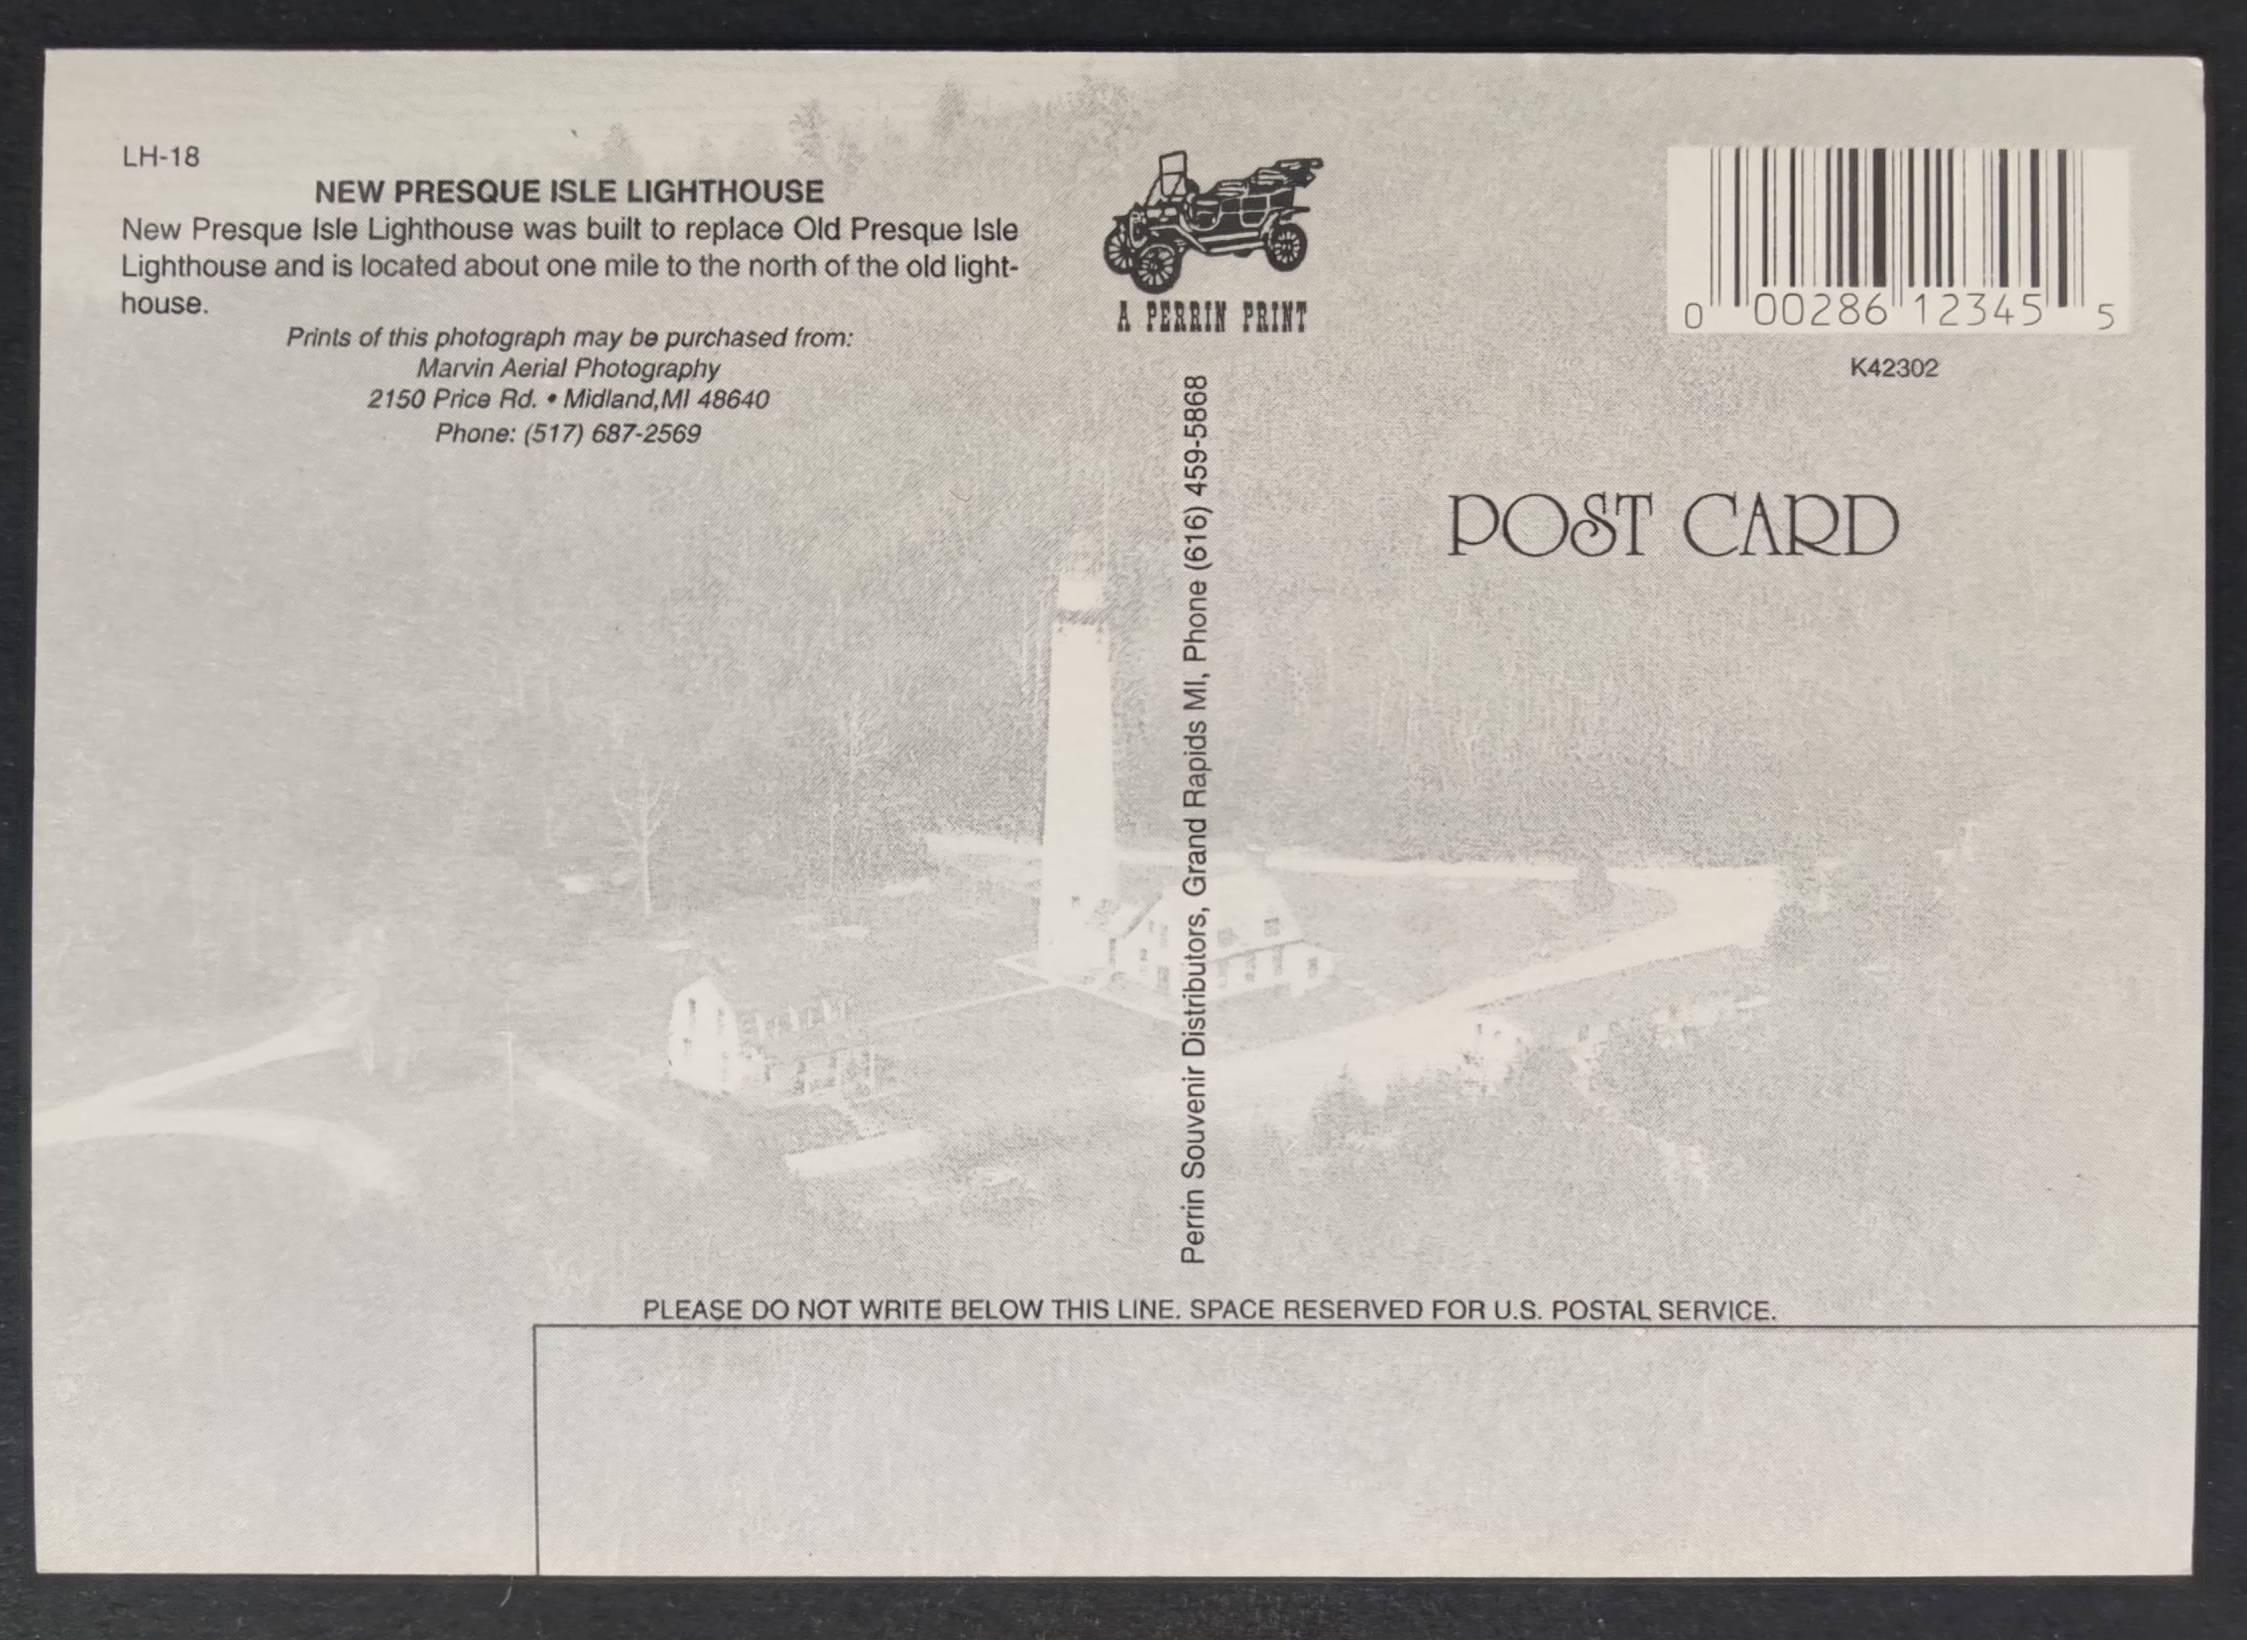 LH-18
NEW PRESQUE ISLE LIGHTHOUSE
New Presque Isle Lighthouse was built to replace Old Presque Isle
Lighthouse and is located about one mile to the north of the old light-
house.
Prints of this photograph may be purchased from:
Marvin Aerial Photography
2150 Price Rd. • Midland,MI 48640
Phone: (517) 687-2569
A PERRIN PRINT
Perrin Souvenir Distributors, Grand Rapids MI, Phone (616) 459-5868
0 00286 12345 5
K42302
POST CARD
PLEASE DO NOT WRITE BELOW THIS LINE. SPACE RESERVED FOR U.S. POSTAL SERVICE.